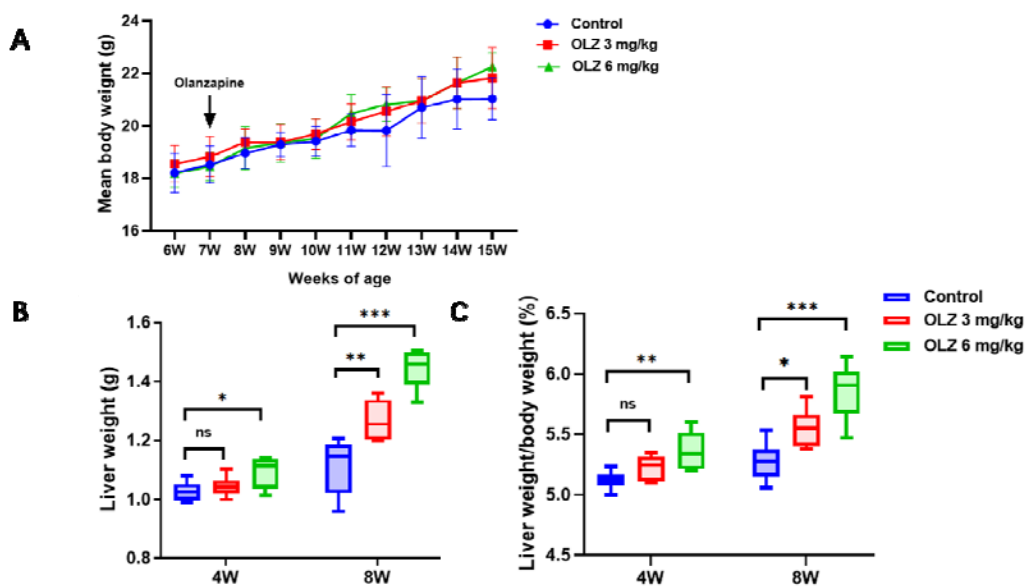 A
Control
OLZ 3 mg/kg
OLZ 6 mg/kg
Mean body weignt (g)
24
22
20
18
16
Olanzapine
6W 7W 8W 9W 10W 11W 12W 13W 14W 15W
Weeks of age
B
Liver weight (g)
1.6
1.4
1.2
1.0
0.8
ns
*
**
***
4W 8W
C
Liver weight/body weight (%)
6.5
6.0
5.5
5.0
4.5
ns
**
*
***
4W 8W
Control
OLZ 3 mg/kg
OLZ 6 mg/kg